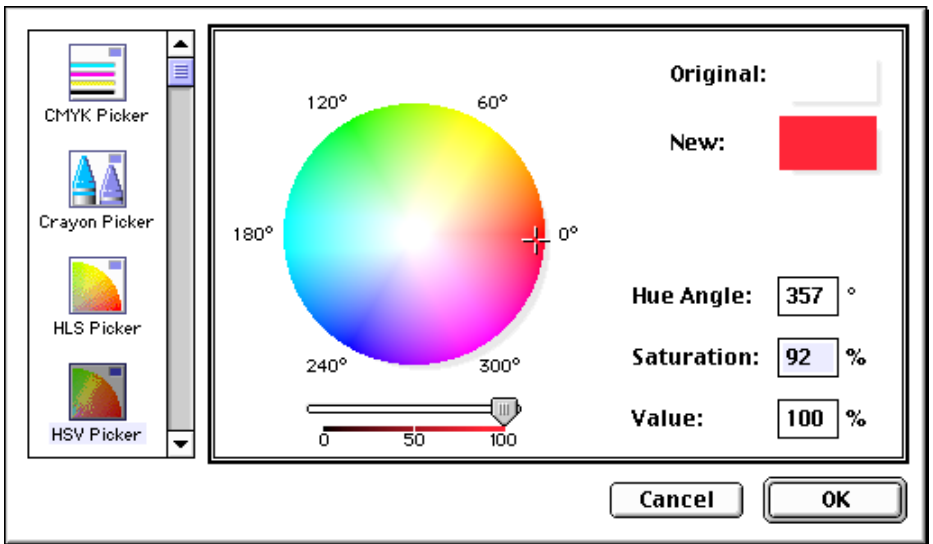 CMYK Picker
Crayon Picker
HLS Picker
HSV Picker
120° 60°
180° 0°
240° 300°
0 50 100
Original:
New:
Hue Angle: 357 °
Saturation: 92 %
Value: 100 %
Cancel OK